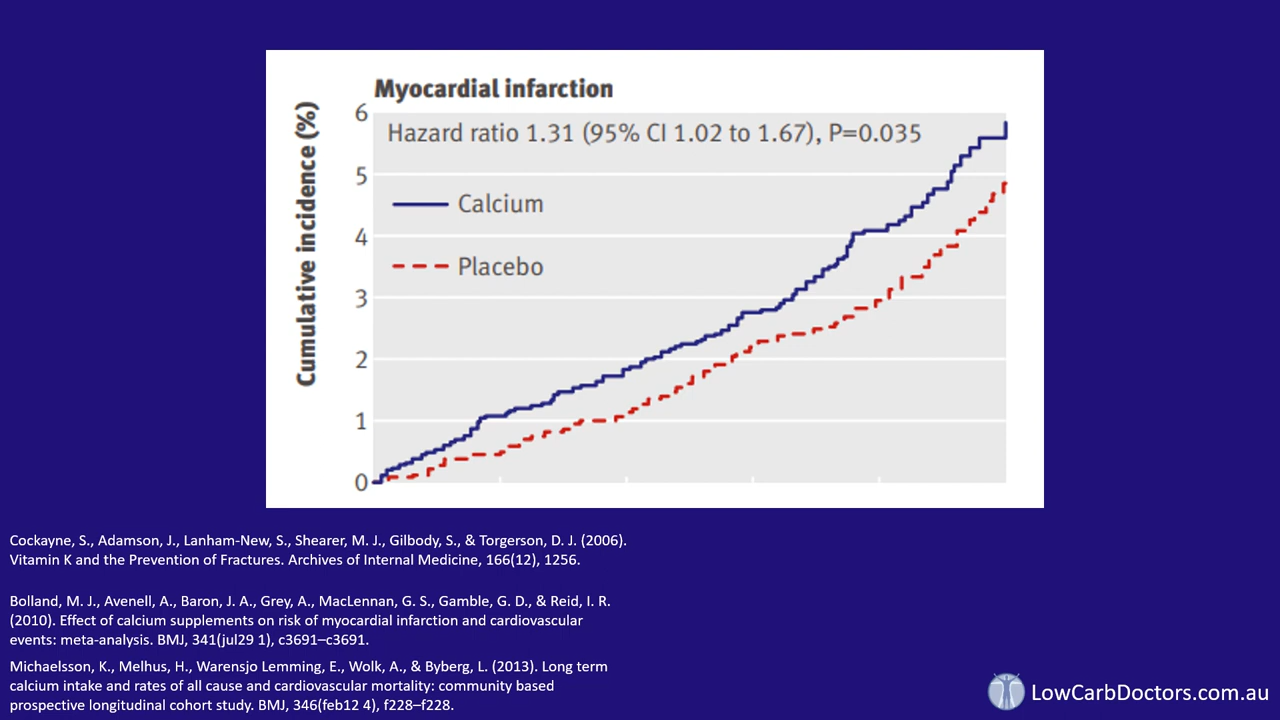 Myocardial infarction
Cumulative incidence (%)
6
5
4
3
2
1
0
Hazard ratio 1.31 (95% CI 1.02 to 1.67), P=0.035
Calcium
Placebo
Cockayne, S., Adamson, J., Lanham-New, S., Shearer, M. J., Gilbody, S., & Torgerson, D. J. (2006).
Vitamin K and the Prevention of Fractures. Archives of Internal Medicine, 166(12), 1256.
Bolland, M. J., Avenell, A., Baron, J. A., Grey, A., MacLennan, G. S., Gamble, G. D., & Reid, I. R.
(2010). Effect of calcium supplements on risk of myocardial infarction and cardiovascular
events: meta-analysis. BMJ, 341(jul29 1), c3691–c3691.
Michaelsson, K., Melhus, H., Warensjo Lemming, E., Wolk, A., & Byberg, L. (2013). Long term
calcium intake and rates of all cause and cardiovascular mortality: community based
prospective longitudinal cohort study. BMJ, 346(feb12 4), f228–f228.
LowCarbDoctors.com.au